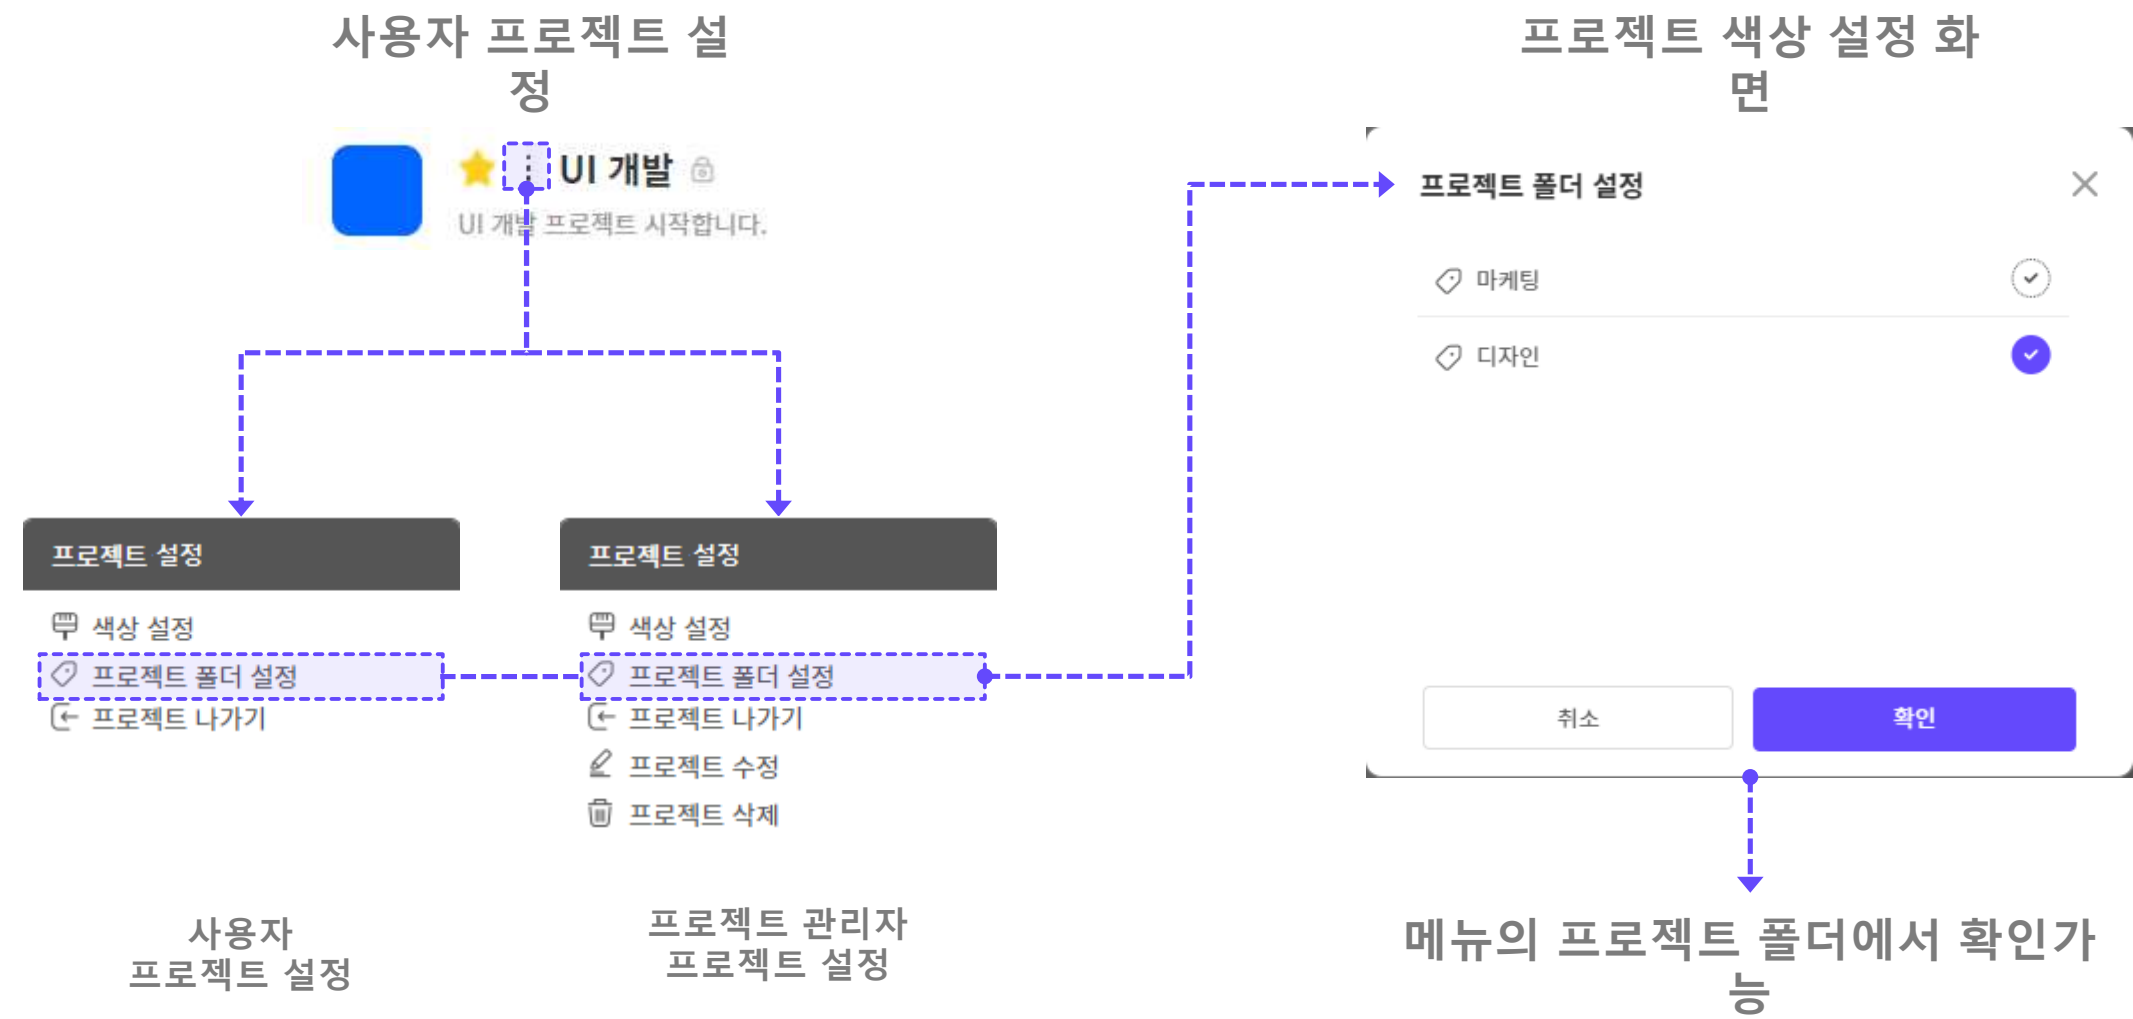 사용자 프로젝트 설
정
UI 개발
UI 개발 프로젝트 시작합니다.
프로젝트 설정
색상 설정
프로젝트 폴더 설정
프로젝트 나가기
사용자
프로젝트 설정
프로젝트 설정
색상 설정
프로젝트 폴더 설정
프로젝트 나가기
프로젝트 수정
프로젝트 삭제
프로젝트 관리자
프로젝트 설정
프로젝트 색상 설정 화
면
프로젝트 폴더 설정
마케팅
디자인
취소
확인
메뉴의 프로젝트 폴더에서 확인가
능